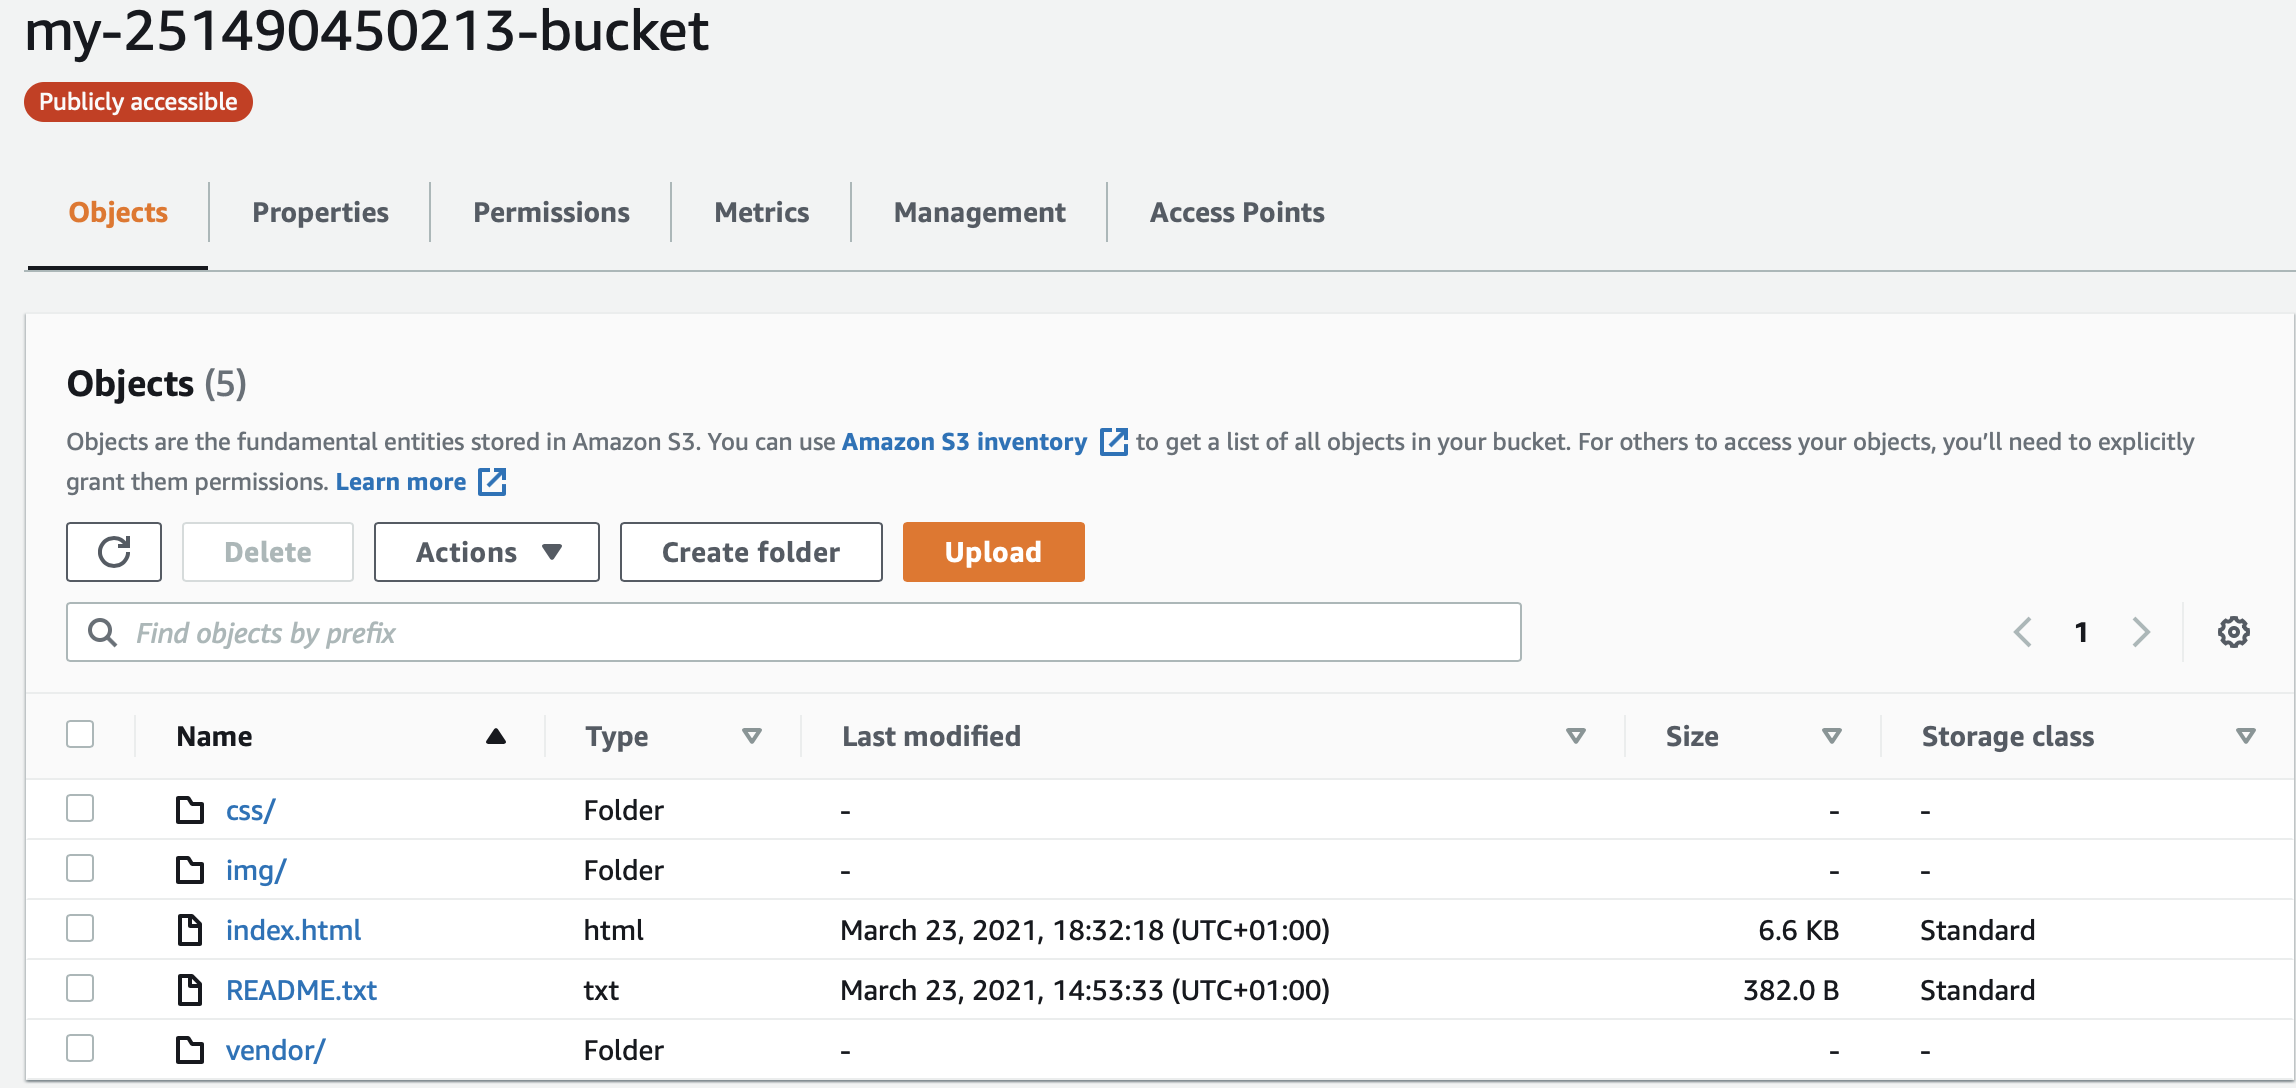 my-251490450213-bucket
Publicly accessible
Objects Properties Permissions Metrics Management Access Points
Objects (5)
Objects are the fundamental entities stored in Amazon S3. You can use Amazon S3 inventory to get a list of all objects in your bucket. For others to access your objects, you’ll need to explicitly
grant them permissions. Learn more
Delete Actions Create folder Upload
Find objects by prefix 1
Name Type Last modified Size Storage class
css/ Folder - - -
img/ Folder - - -
index.html html March 23, 2021, 18:32:18 (UTC+01:00) 6.6 KB Standard
README.txt txt March 23, 2021, 14:53:33 (UTC+01:00) 382.0 B Standard
vendor/ Folder - - -